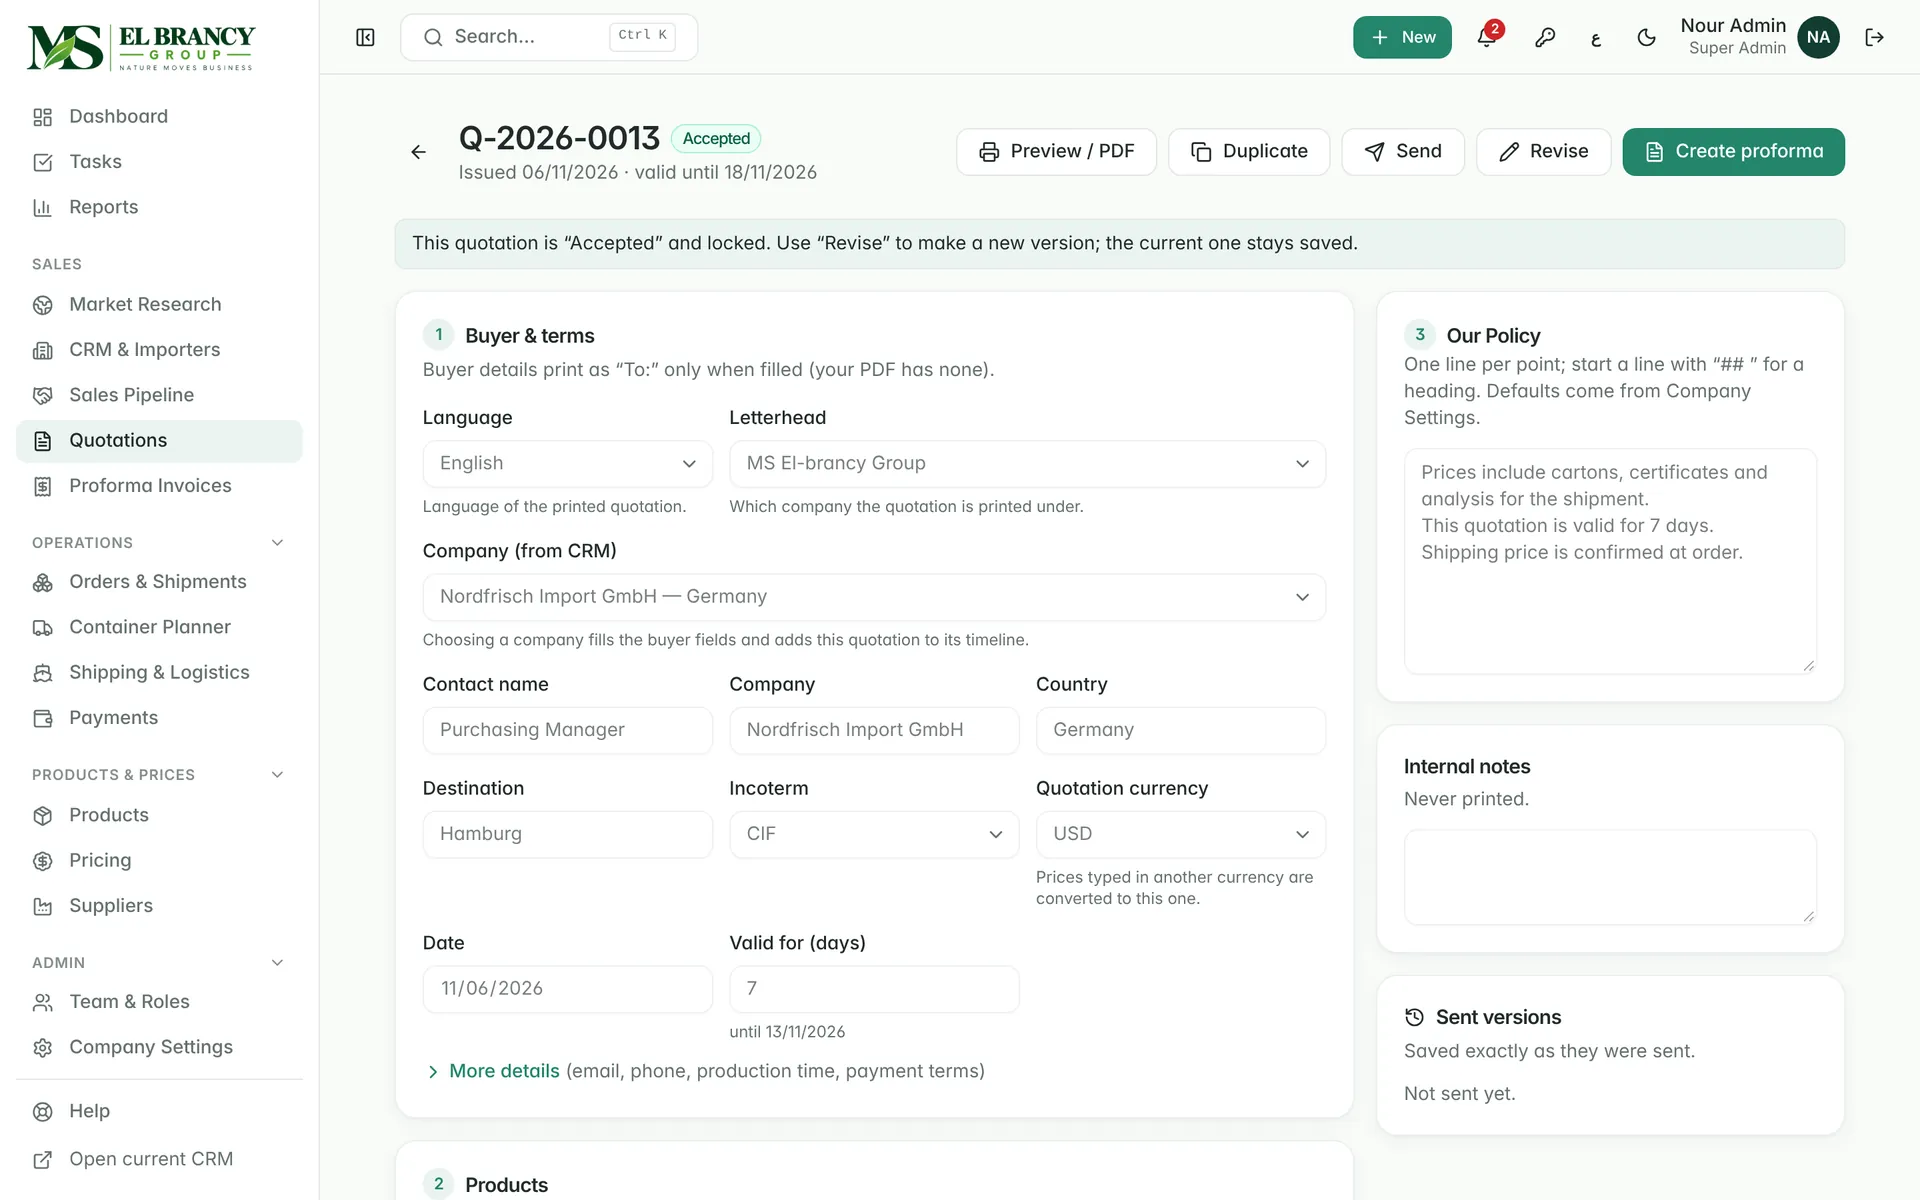 MS EL BRANCY
GROUP
NATURE MOVES BUSINESS
Dashboard
Tasks
Reports
SALES
Market Research
CRM & Importers
Sales Pipeline
Quotations
Proforma Invoices
OPERATIONS
Orders & Shipments
Container Planner
Shipping & Logistics
Payments
PRODUCTS & PRICES
Products
Pricing
Suppliers
ADMIN
Team & Roles
Company Settings
Help
Open current CRM
Search...
Ctrl K
New
2
ع
Nour Admin
Super Admin
NA
Q-2026-0013
Accepted
Issued 06/11/2026 · valid until 18/11/2026
Preview / PDF
Duplicate
Send
Revise
Create proforma
This quotation is “Accepted” and locked. Use “Revise” to make a new version; the current one stays saved.
1 Buyer & terms
Buyer details print as “To:” only when filled (your PDF has none).
Language
English
Language of the printed quotation.
Letterhead
MS El-brancy Group
Which company the quotation is printed under.
Company (from CRM)
Nordfrisch Import GmbH — Germany
Choosing a company fills the buyer fields and adds this quotation to its timeline.
Contact name
Purchasing Manager
Company
Nordfrisch Import GmbH
Country
Germany
Destination
Hamburg
Incoterm
CIF
Quotation currency
USD
Prices typed in another currency are
converted to this one.
Date
11/06/2026
Valid for (days)
7
until 13/11/2026
More details (email, phone, production time, payment terms)
2 Products
3 Our Policy
One line per point; start a line with “## ” for a
heading. Defaults come from Company
Settings.
Prices include cartons, certificates and
analysis for the shipment.
This quotation is valid for 7 days.
Shipping price is confirmed at order.
Internal notes
Never printed.
Sent versions
Saved exactly as they were sent.
Not sent yet.